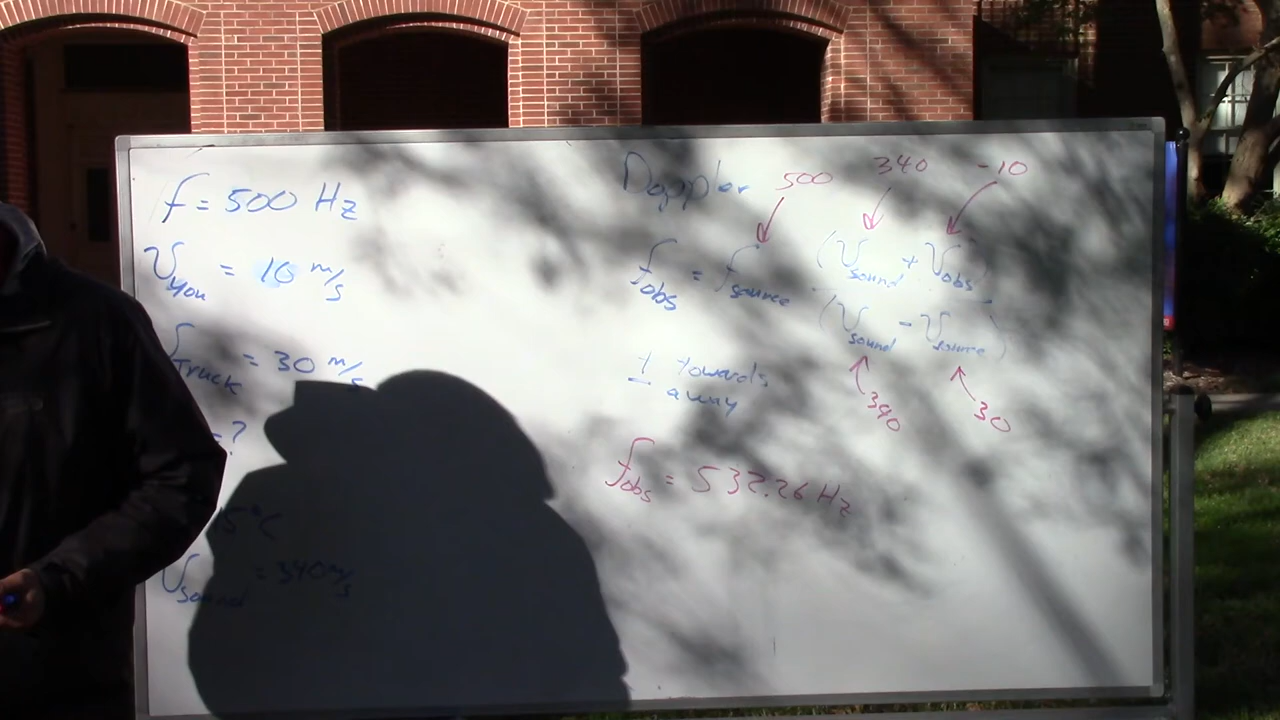 f = 500 Hz
v you = 10 m/s
v Truck = 30 m/s
= ?
5°C
v sound = 340 m/s
Doppler
500
340
-10
f obs = f source (v sound + v obs)
(v sound - v source)
340
30
+ towards
- away
f obs = 532.26 Hz